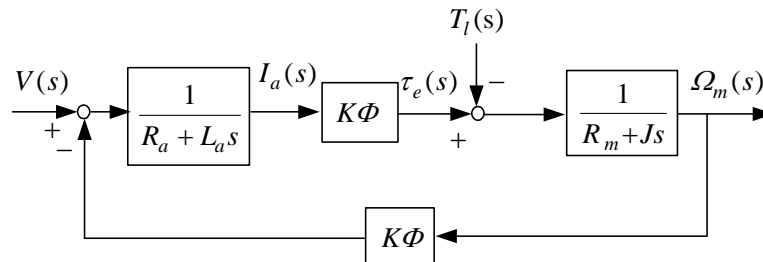 T_l(s)
V(s)
+
−
1
R_a + L_a s
I_a(s)
KΦ
τ_e(s)
+
−
1
R_m+Js
Ω_m(s)
KΦ